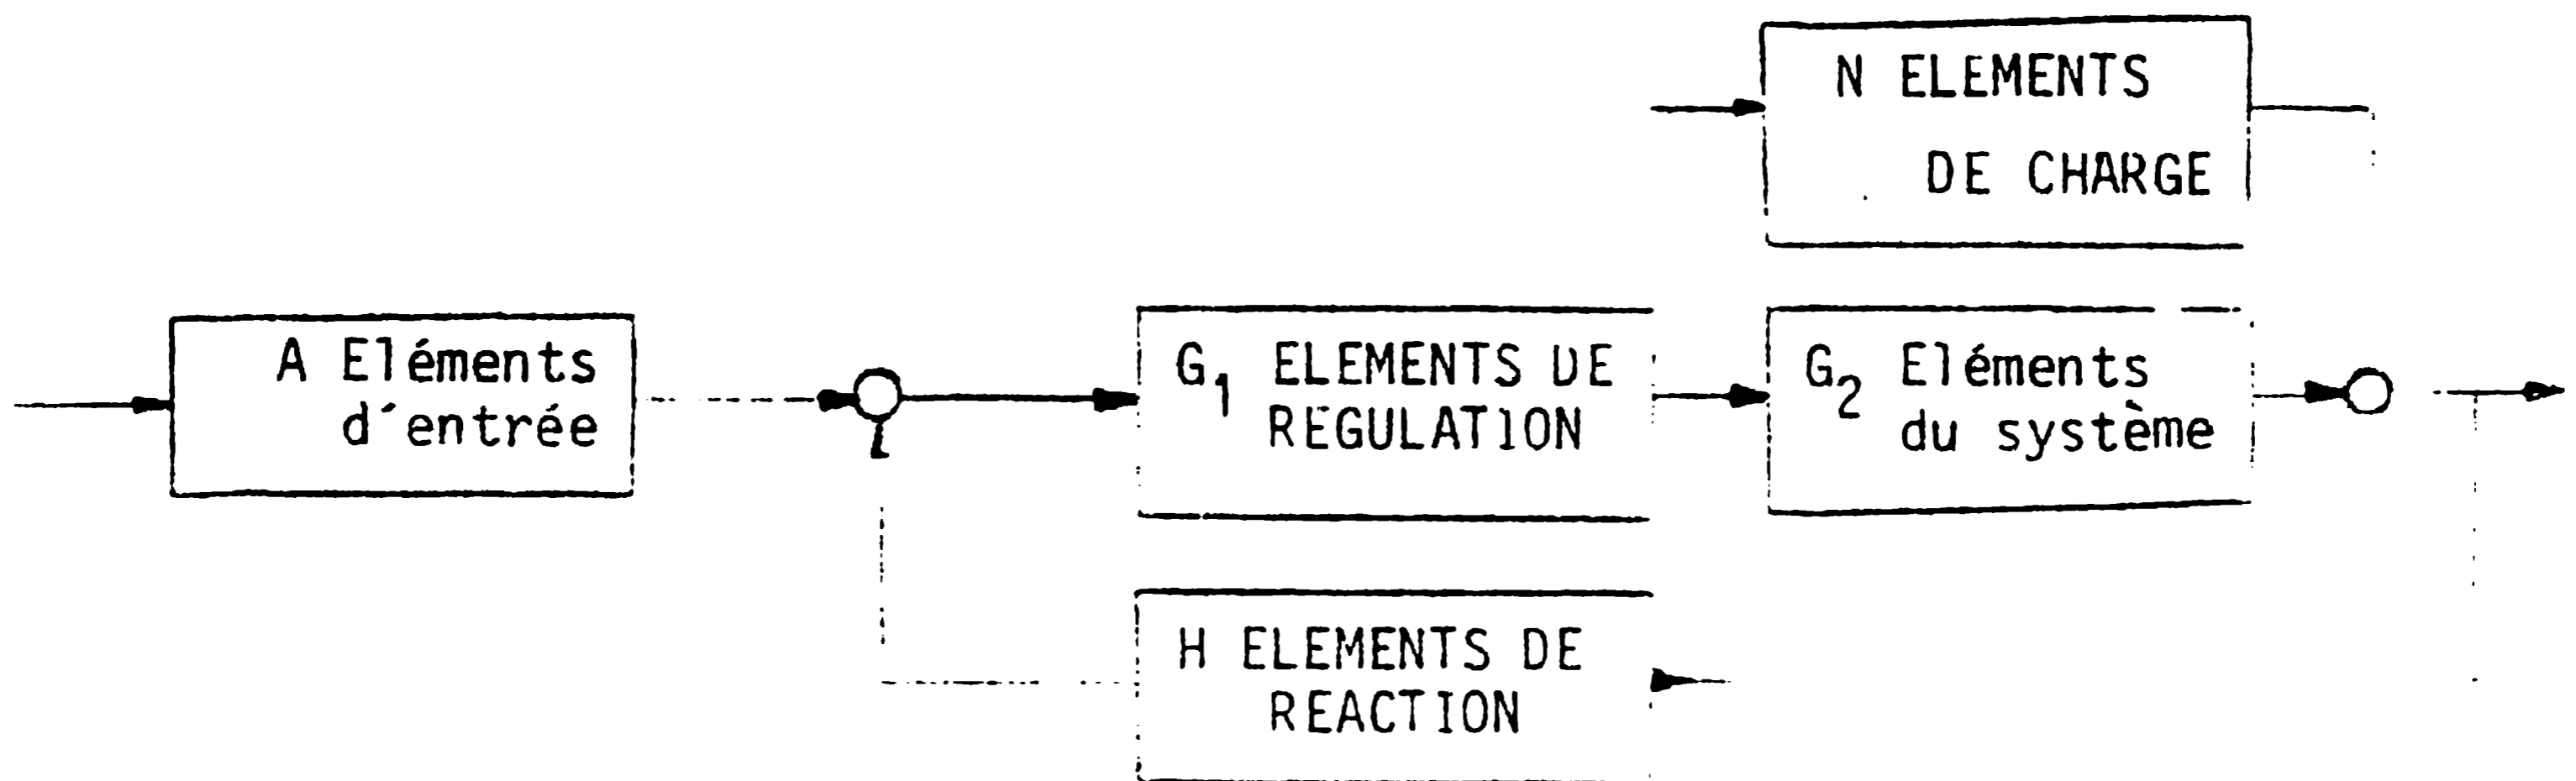 N ELEMENTS
DE CHARGE
A Eléments
d'entrée
G1 ELEMENTS DE
REGULATION
G2 Eléments
du système
H ELEMENTS DE
REACTION